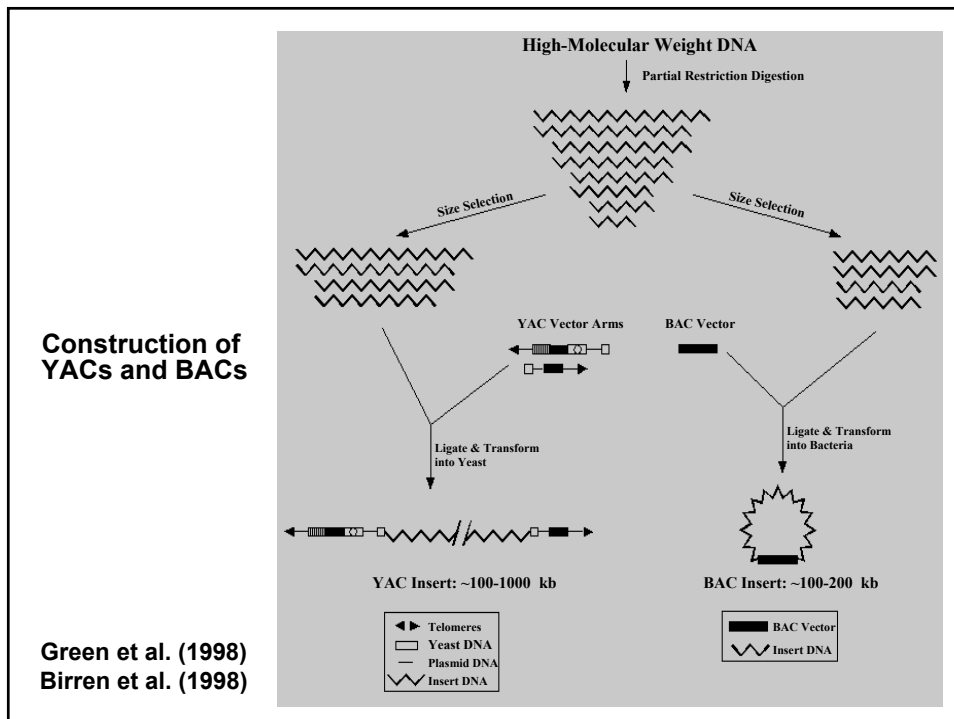 High-Molecular Weight DNA
Partial Restriction Digestion
Size Selection
Size Selection
Construction of
YACs and BACs
YAC Vector Arms
BAC Vector
Ligate & Transform
into Yeast
Ligate & Transform
into Bacteria
YAC Insert: ~100-1000 kb
BAC Insert: ~100-200 kb
Telomeres
Yeast DNA
Plasmid DNA
Insert DNA
BAC Vector
Insert DNA
Green et al. (1998)
Birren et al. (1998)